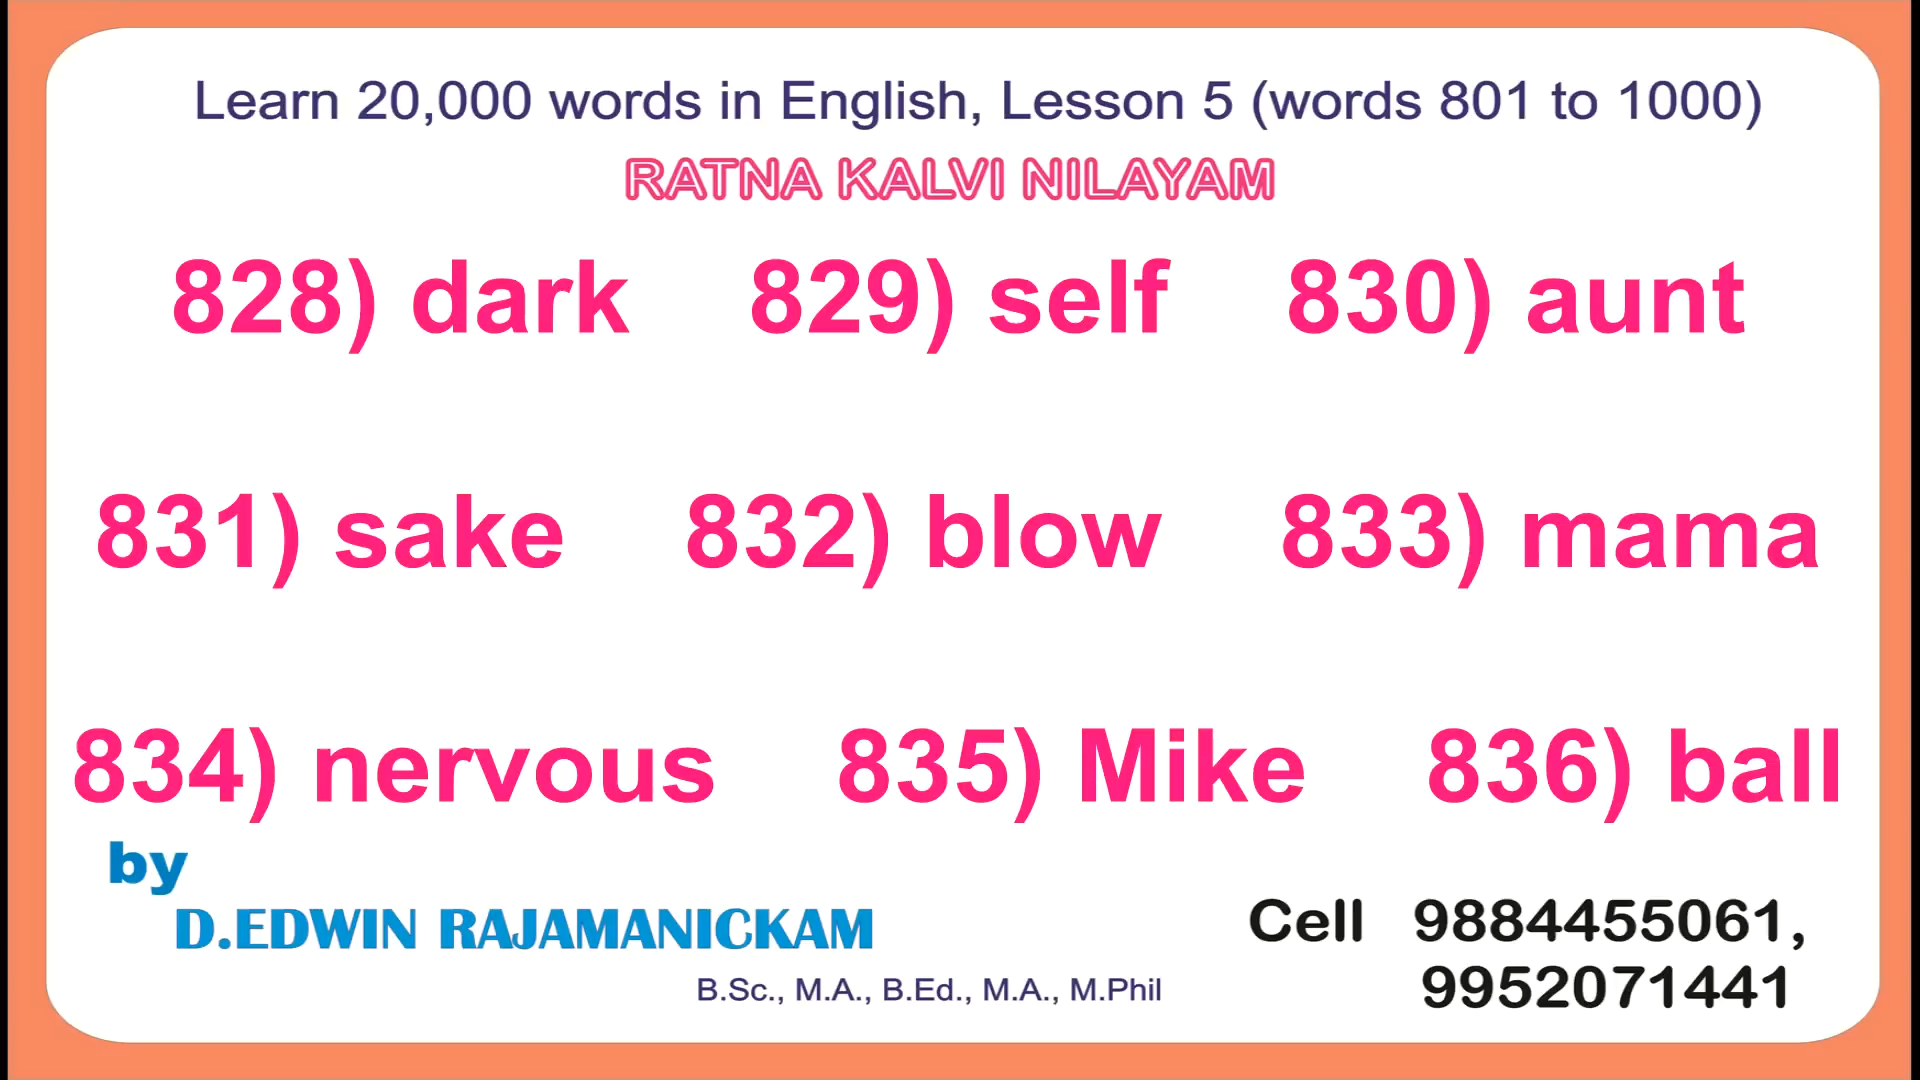 Learn 20,000 words in English, Lesson 5 (words 801 to 1000)
RATNA KALVI NILAYAM
828) dark 829) self 830) aunt
831) sake 832) blow 833) mama
834) nervous 835) Mike 836) ball
by
D.EDWIN RAJAMANICKAM
B.Sc., M.A., B.Ed., M.A., M.Phil
Cell 9884455061,
9952071441